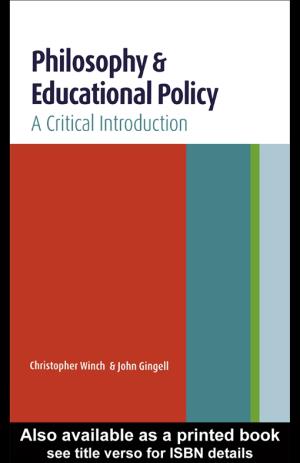 Philosophy &
Educational Policy
A Critical Introduction
Christopher Winch & John Gingell
Also available as a printed book
see title verso for ISBN details